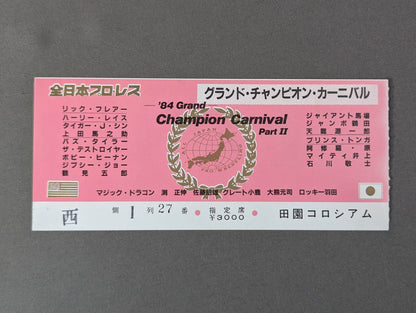 全日本プロ・レス
グランド・チャンピオン・カーニバル
'84 Grand
Champion Carnival
Part II
リック・フレアー
ハーリー・レイス
タイガー・J・シン
上田馬之助
バズ・タイラー
ザ・デストロイヤー
ボビー・ヒーナン
ジプシー・ジョー
鶴見五郎
ジャイアント馬場
ジャンボ鶴田
天龍源一郎
プリンス・トンガ
阿修羅・原
マイティ井上
石川敬士
JAPAN
マジック・ドラゴン 渕 正伸 佐藤昭雄 グレート小鹿 大熊元司 ロッキー羽田
西 側 1 列 27 番 ・ 指定席 ¥3000 田園コロシアム